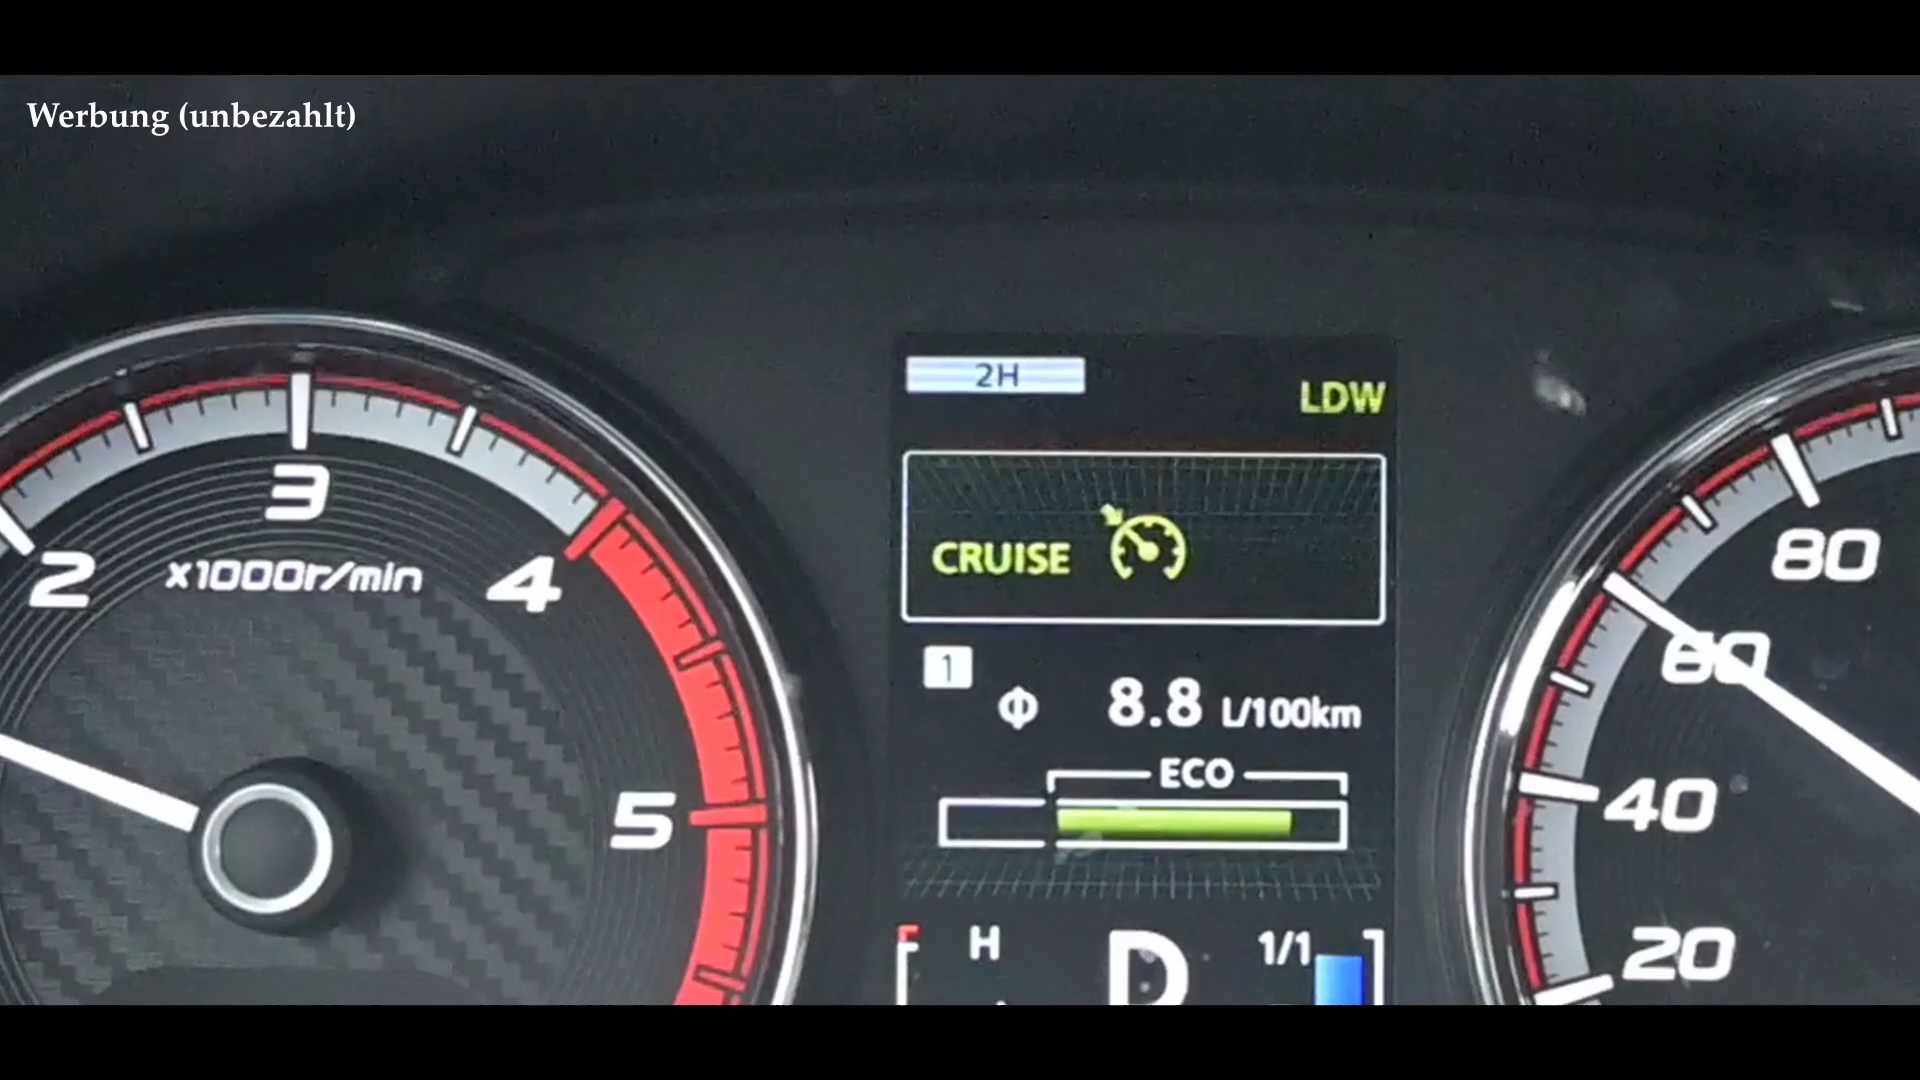 Werbung (unbezahlt)
2H
LDW
CRUISE
1
8.8 L/100km
ECO
F
H
D
1/1
2
3
4
5
x1000r/min
80
60
40
20